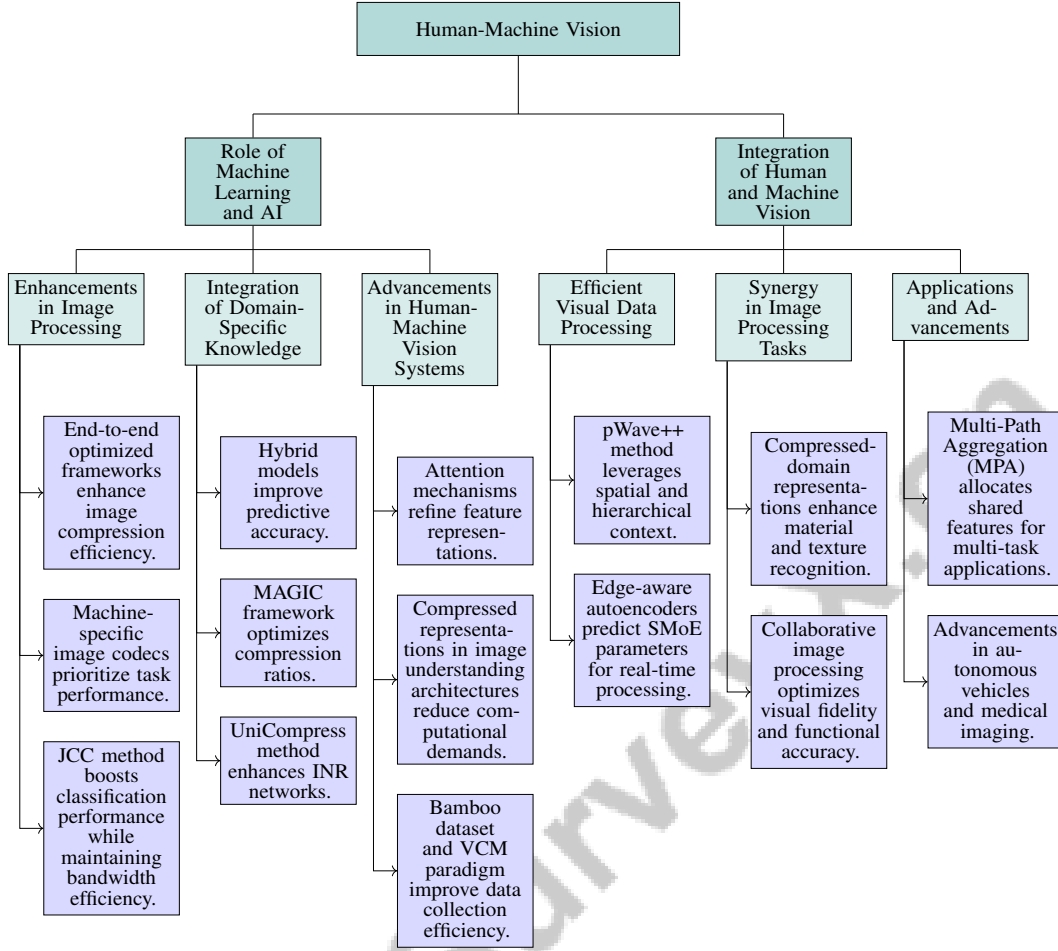 Human-Machine Vision
Role of
Machine
Learning
and AI
Integration
of Human
and Machine
Vision
Enhancements
in Image
Processing
Integration
of Domain-
Specific
Knowledge
Advancements
in Human-
Machine
Vision
Systems
Efficient
Visual Data
Processing
Synergy
in Image
Processing
Tasks
Applications
and Ad-
vancements
End-to-end
optimized
frameworks
enhance
image
compression
efficiency.
Machine-
specific
image codecs
prioritize task
performance.
JCC method
boosts
classification
performance
while
maintaining
bandwidth
efficiency.
Hybrid
models
improve
predictive
accuracy.
MAGIC
framework
optimizes
compression
ratios.
UniCompress
method
enhances INR
networks.
Attention
mechanisms
refine feature
represen-
tations.
Compressed
representa-
tions in image
understanding
architectures
reduce com-
putational
demands.
Bamboo
dataset
and VCM
paradigm
improve data
collection
efficiency.
pWave++
method
leverages
spatial and
hierarchical
context.
Edge-aware
autoencoders
predict SMoE
parameters
for real-time
processing.
Compressed-
domain
representa-
tions enhance
material
and texture
recognition.
Collaborative
image
processing
optimizes
visual fidelity
and functional
accuracy.
Multi-Path
Aggregation
(MPA)
allocates
shared
features for
multi-task
applications.
Advancements
in au-
tonomous
vehicles
and medical
imaging.